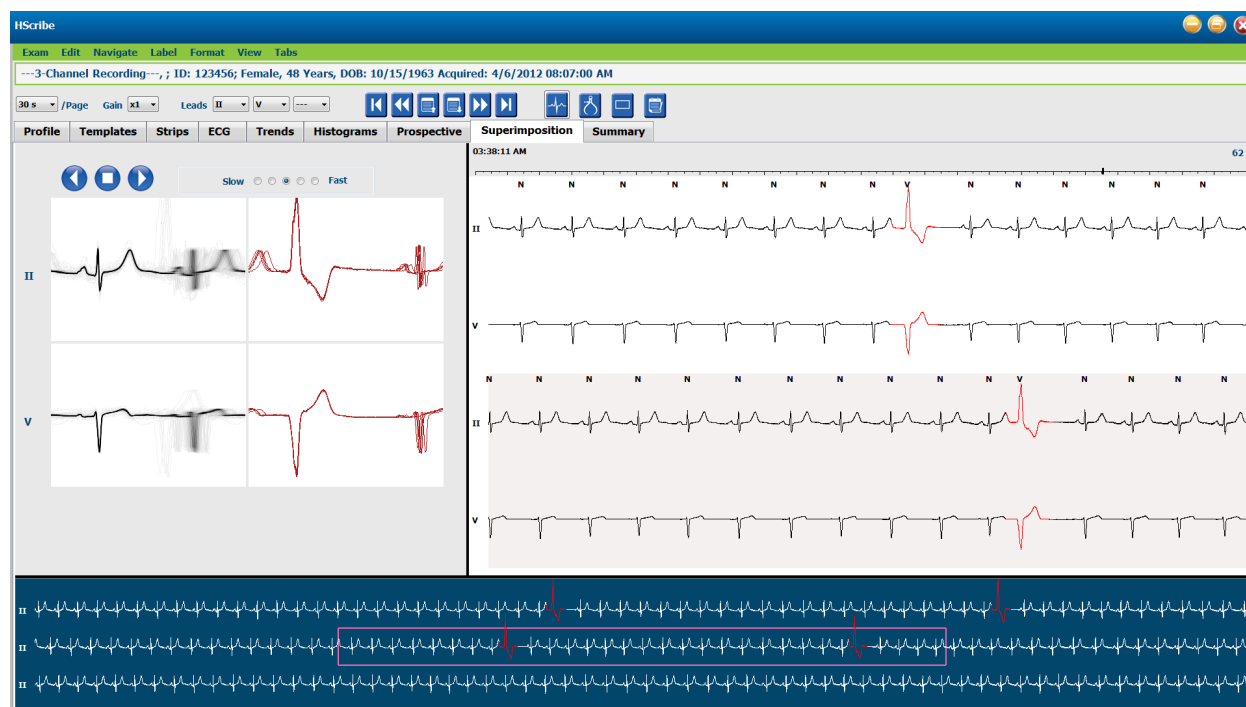 HScribe
Exam Edit Navigate Label Format View Tabs
---3-Channel Recording---, ; ID: 123456; Female, 48 Years, DOB: 10/15/1963 Acquired: 4/6/2012 08:07:00 AM
30 s /Page Gain x1 Leads II V ---
Profile Templates Strips ECG Trends Histograms Prospective Superimposition Summary
03:38:11 AM 62
Slow Fast
N N N N N N N N V N N N N N N
II
V
II
V
N N N N N N N N N N N V N N N N
II
V
II
II
II